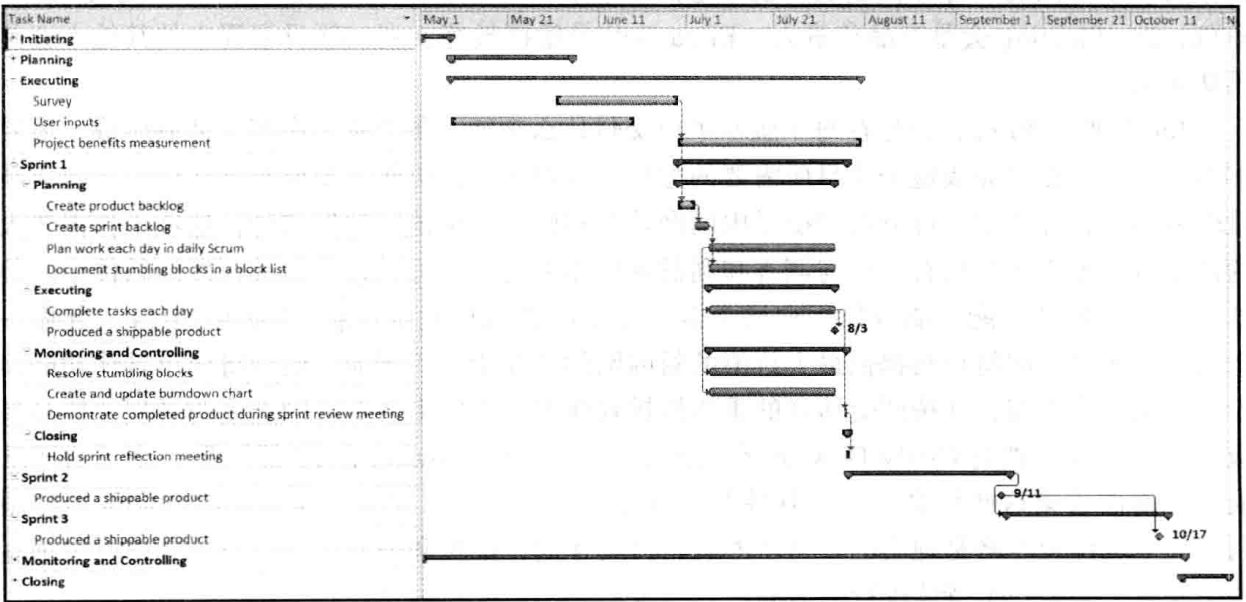 Task Name May 1 May 21 June 11 July 1 July 21 August 11 September 1 September 21 October 11 N
+ Initiating
+ Planning
- Executing
Survey
User inputs
Project benefits measurement
- Sprint 1
- Planning
Create product backlog
Create sprint backlog
Plan work each day in daily Scrum
Document stumbling blocks in a block list
- Executing
Complete tasks each day
Produced a shippable product 8/3
- Monitoring and Controlling
Resolve stumbling blocks
Create and update burndown chart
Demontrate completed product during sprint review meeting
- Closing
Hold sprint reflection meeting
- Sprint 2
Produced a shippable product 9/11
- Sprint 3
Produced a shippable product 10/17
+ Monitoring and Controlling
+ Closing